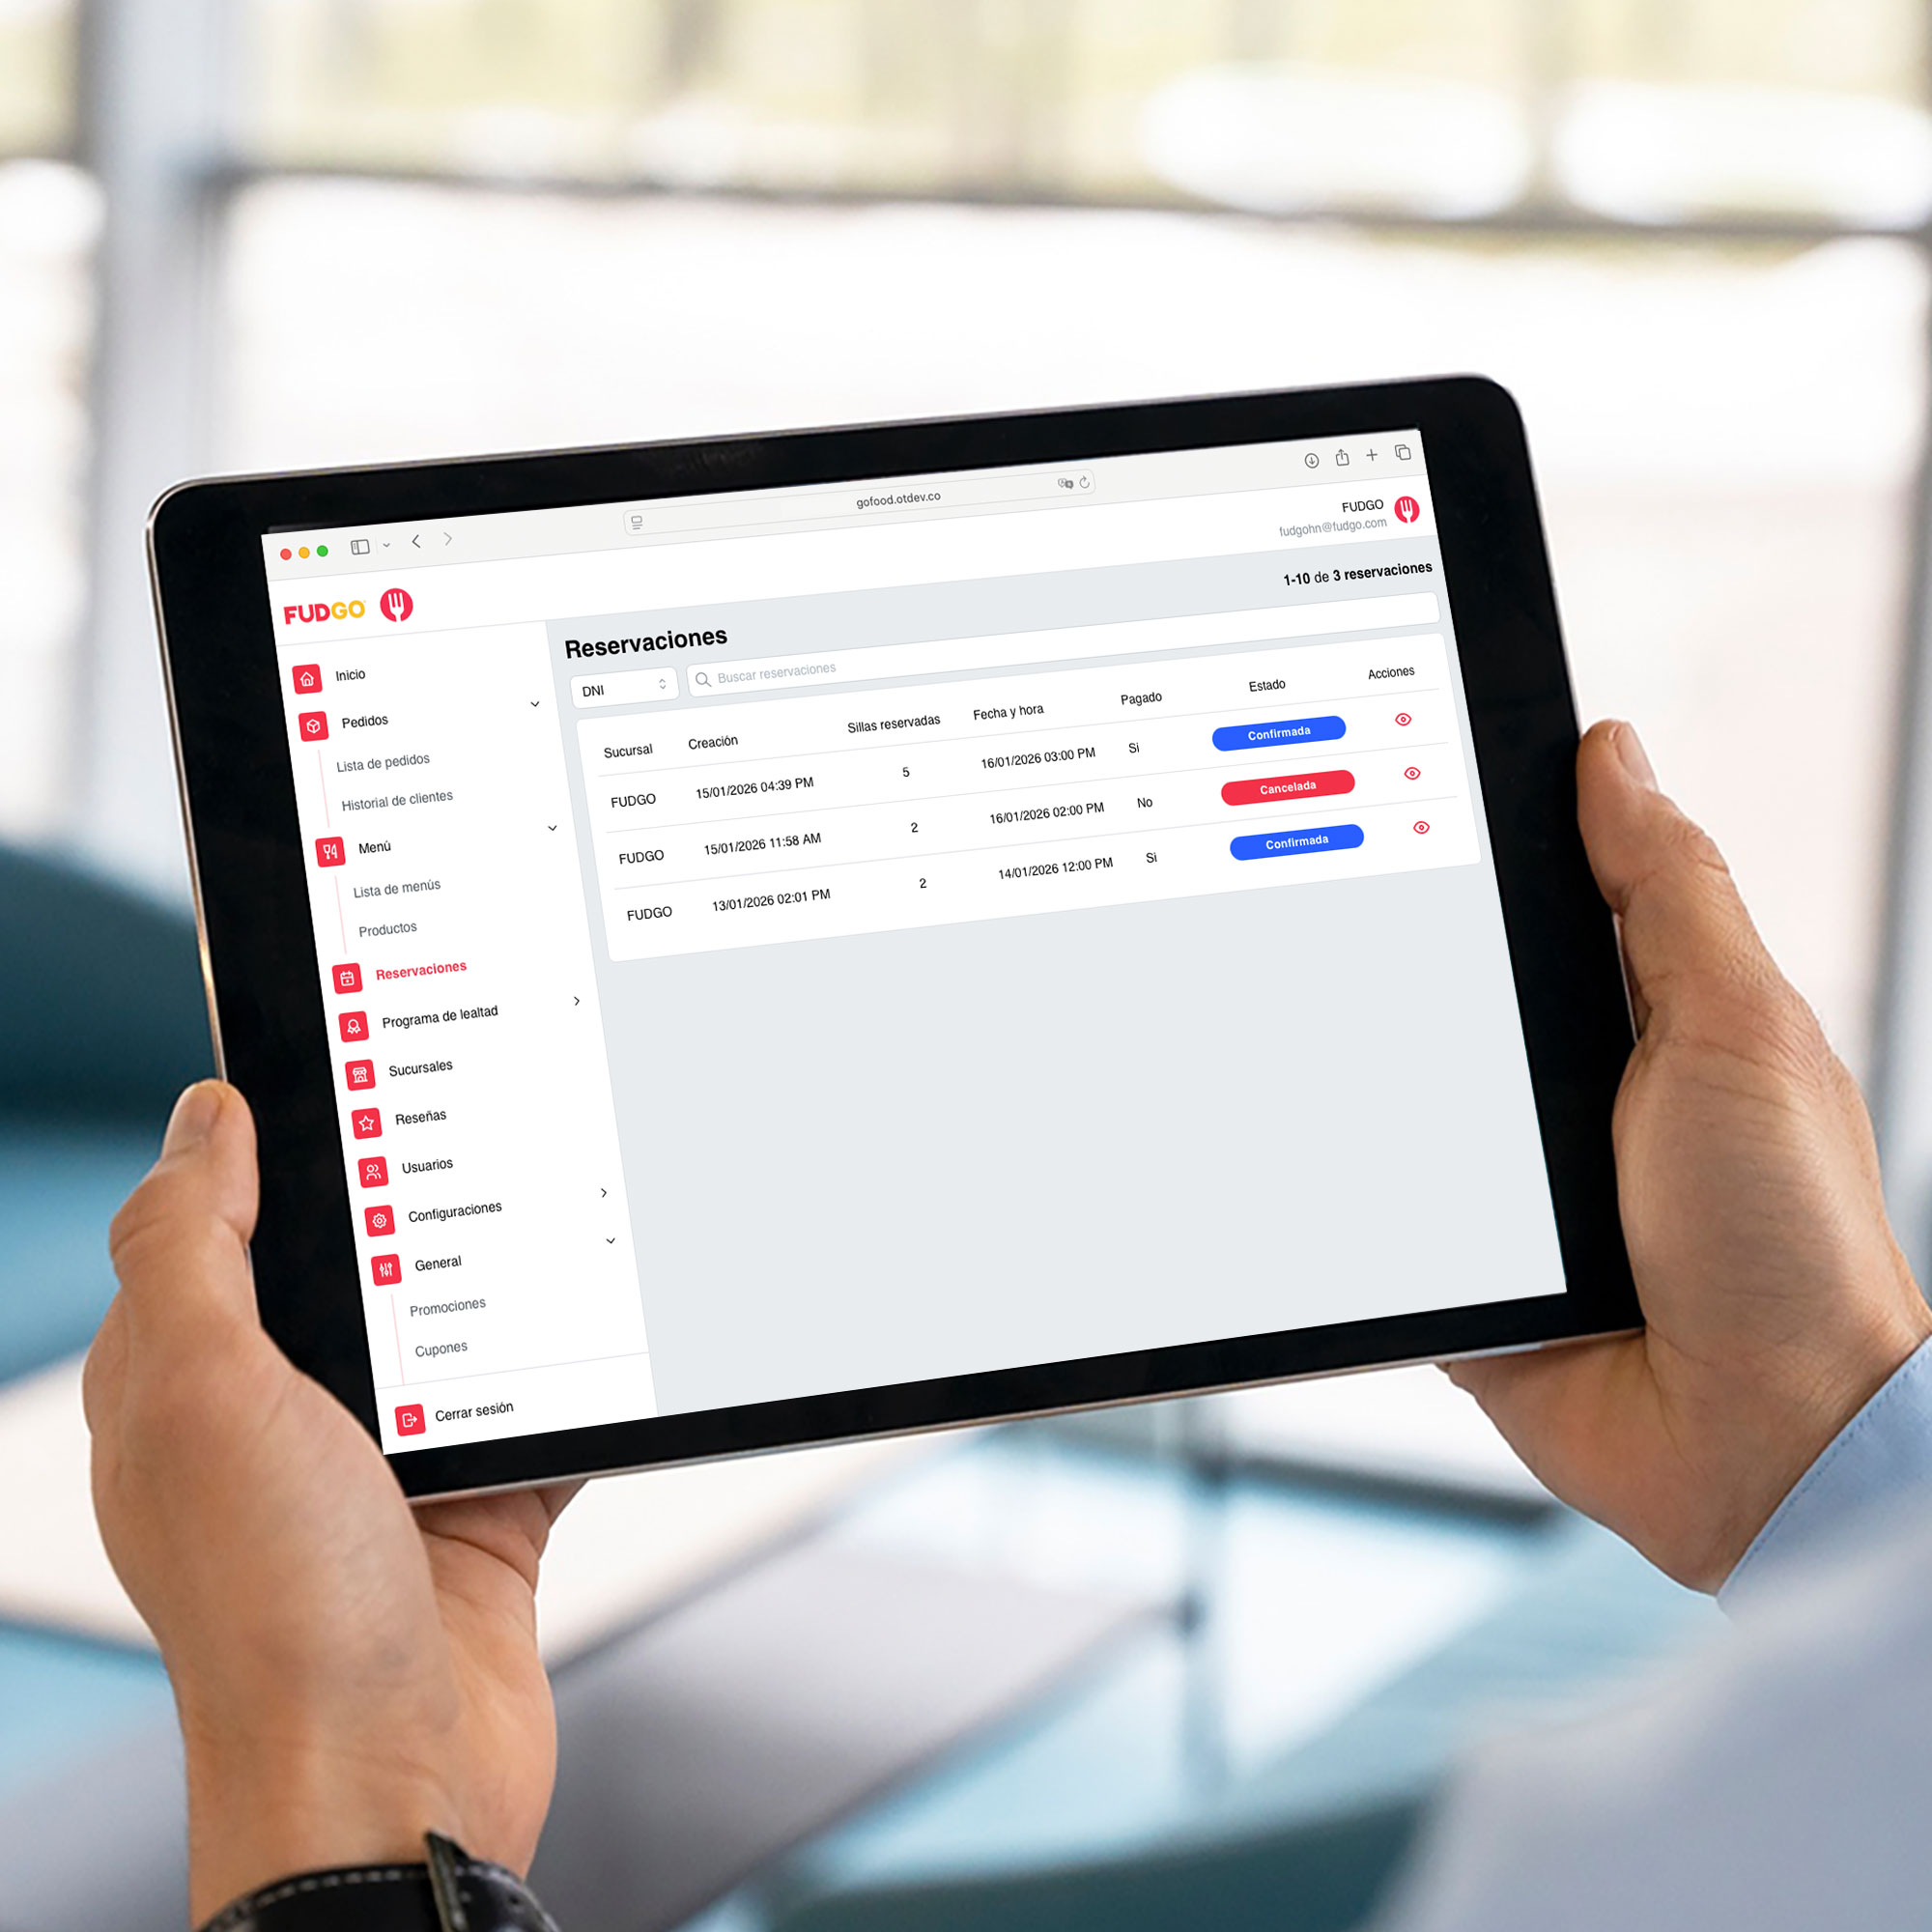 gofood.otdev.co
FUDGO
FUDGO
fudgohn@fudgo.com
Inicio
Pedidos
Lista de pedidos
Historial de clientes
Menú
Lista de menús
Productos
Reservaciones
Programa de lealtad
Sucursales
Reseñas
Usuarios
Configuraciones
General
Promociones
Cupones
Cerrar sesión
Reservaciones
1-10 de 3 reservaciones
DNI
Buscar reservaciones
Sucursal Creación Sillas reservadas Fecha y hora Pagado Estado Acciones
FUDGO 15/01/2026 04:39 PM 5 16/01/2026 03:00 PM Si Confirmada
FUDGO 15/01/2026 11:58 AM 2 16/01/2026 02:00 PM No Cancelada
FUDGO 13/01/2026 02:01 PM 2 14/01/2026 12:00 PM Si Confirmada